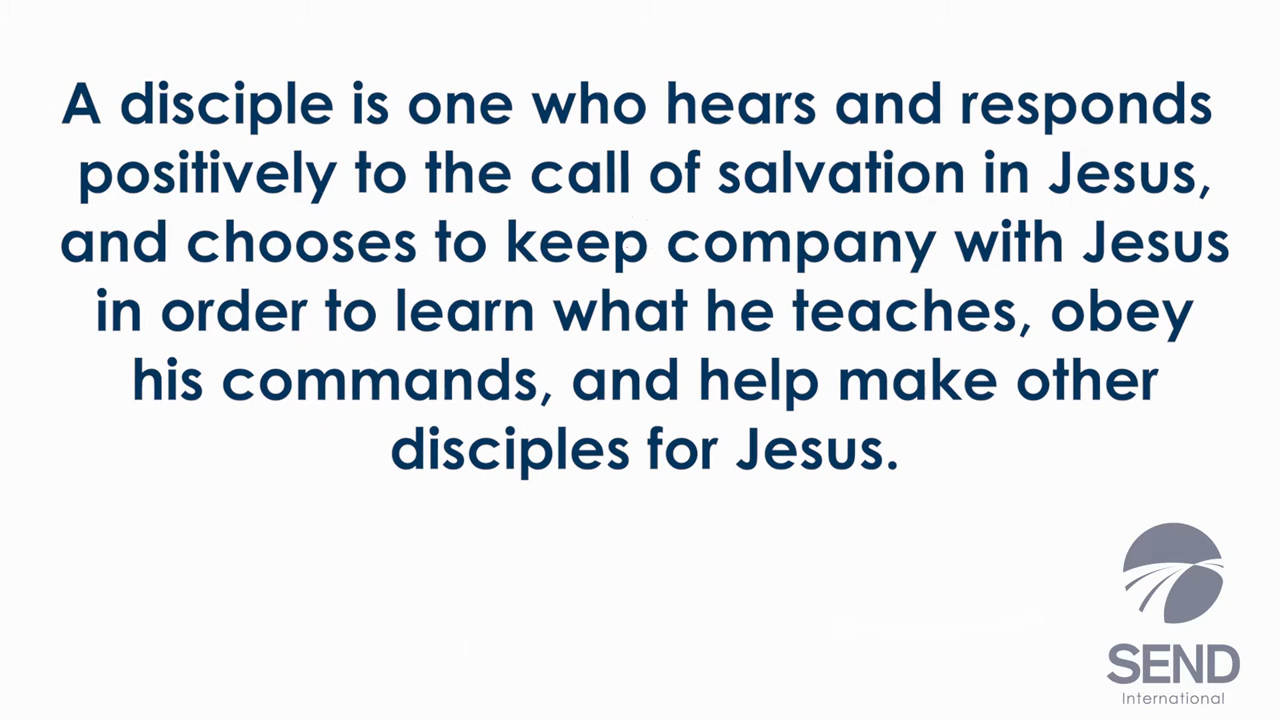 A disciple is one who hears and responds
positively to the call of salvation in Jesus,
and chooses to keep company with Jesus
in order to learn what he teaches, obey
his commands, and help make other
disciples for Jesus.
SEND
International